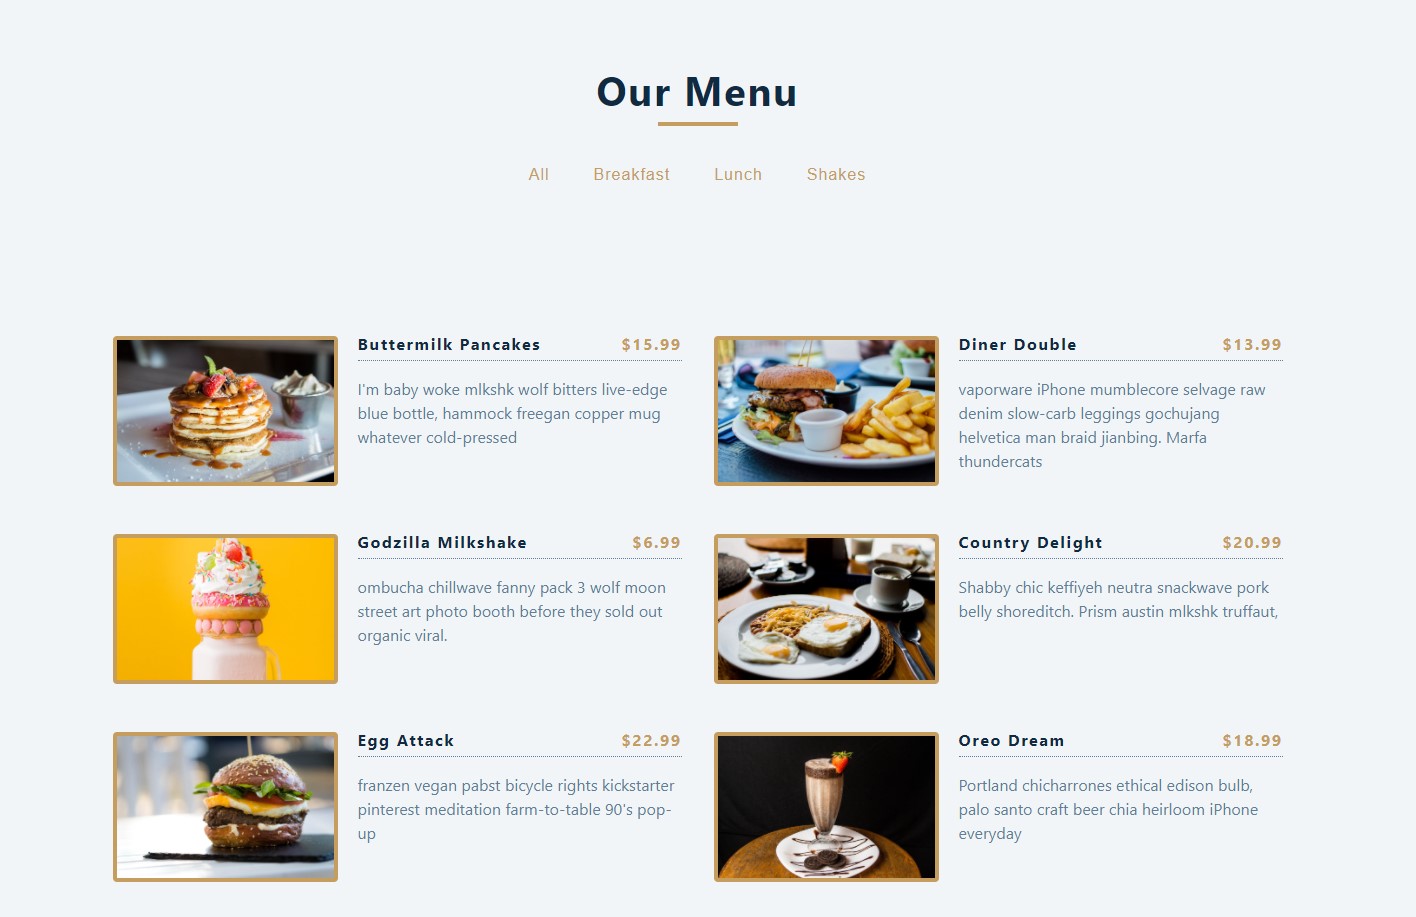 Our Menu
All Breakfast Lunch Shakes
Buttermilk Pancakes $15.99
I'm baby woke mlkshk wolf bitters live-edge
blue bottle, hammock freegan copper mug
whatever cold-pressed
Diner Double $13.99
vaporware iPhone mumblecore selvage raw
denim slow-carb leggings gochujang
helvetica man braid jianbing. Marfa
thundercats
Godzilla Milkshake $6.99
ombucha chillwave fanny pack 3 wolf moon
street art photo booth before they sold out
organic viral.
Country Delight $20.99
Shabby chic keffiyeh neutra snackwave pork
belly shoreditch. Prism austin mlkshk truffaut,
Egg Attack $22.99
franzen vegan pabst bicycle rights kickstarter
pinterest meditation farm-to-table 90's pop-
up
Oreo Dream $18.99
Portland chicharrones ethical edison bulb,
palo santo craft beer chia heirloom iPhone
everyday